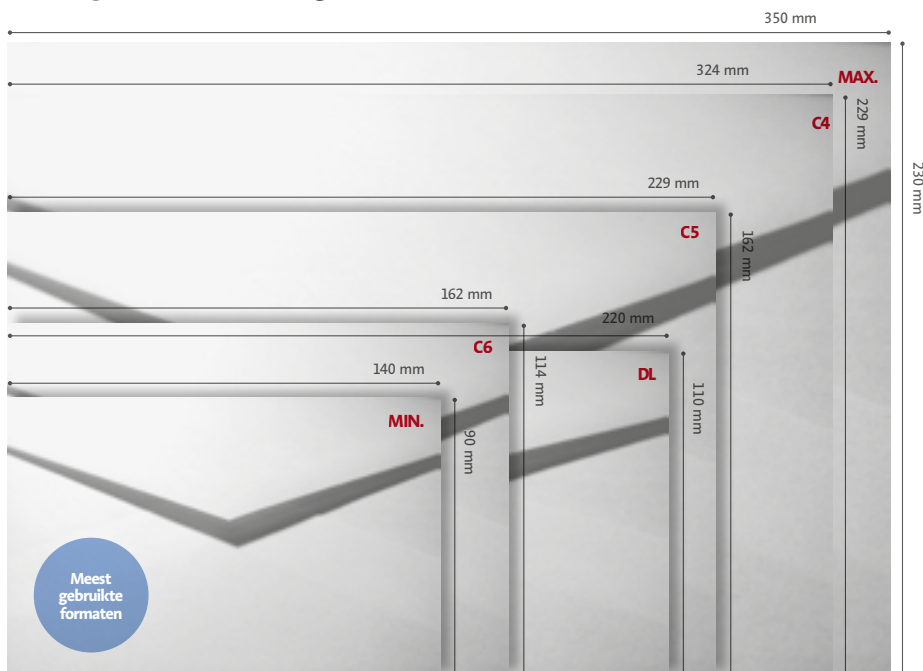 350 mm
324 mm
MAX.
C4
229 mm
230 mm
229 mm
C5
162 mm
162 mm
220 mm
C6
114 mm
DL
110 mm
140 mm
MIN.
90 mm
Meest
gebruikte
formaten